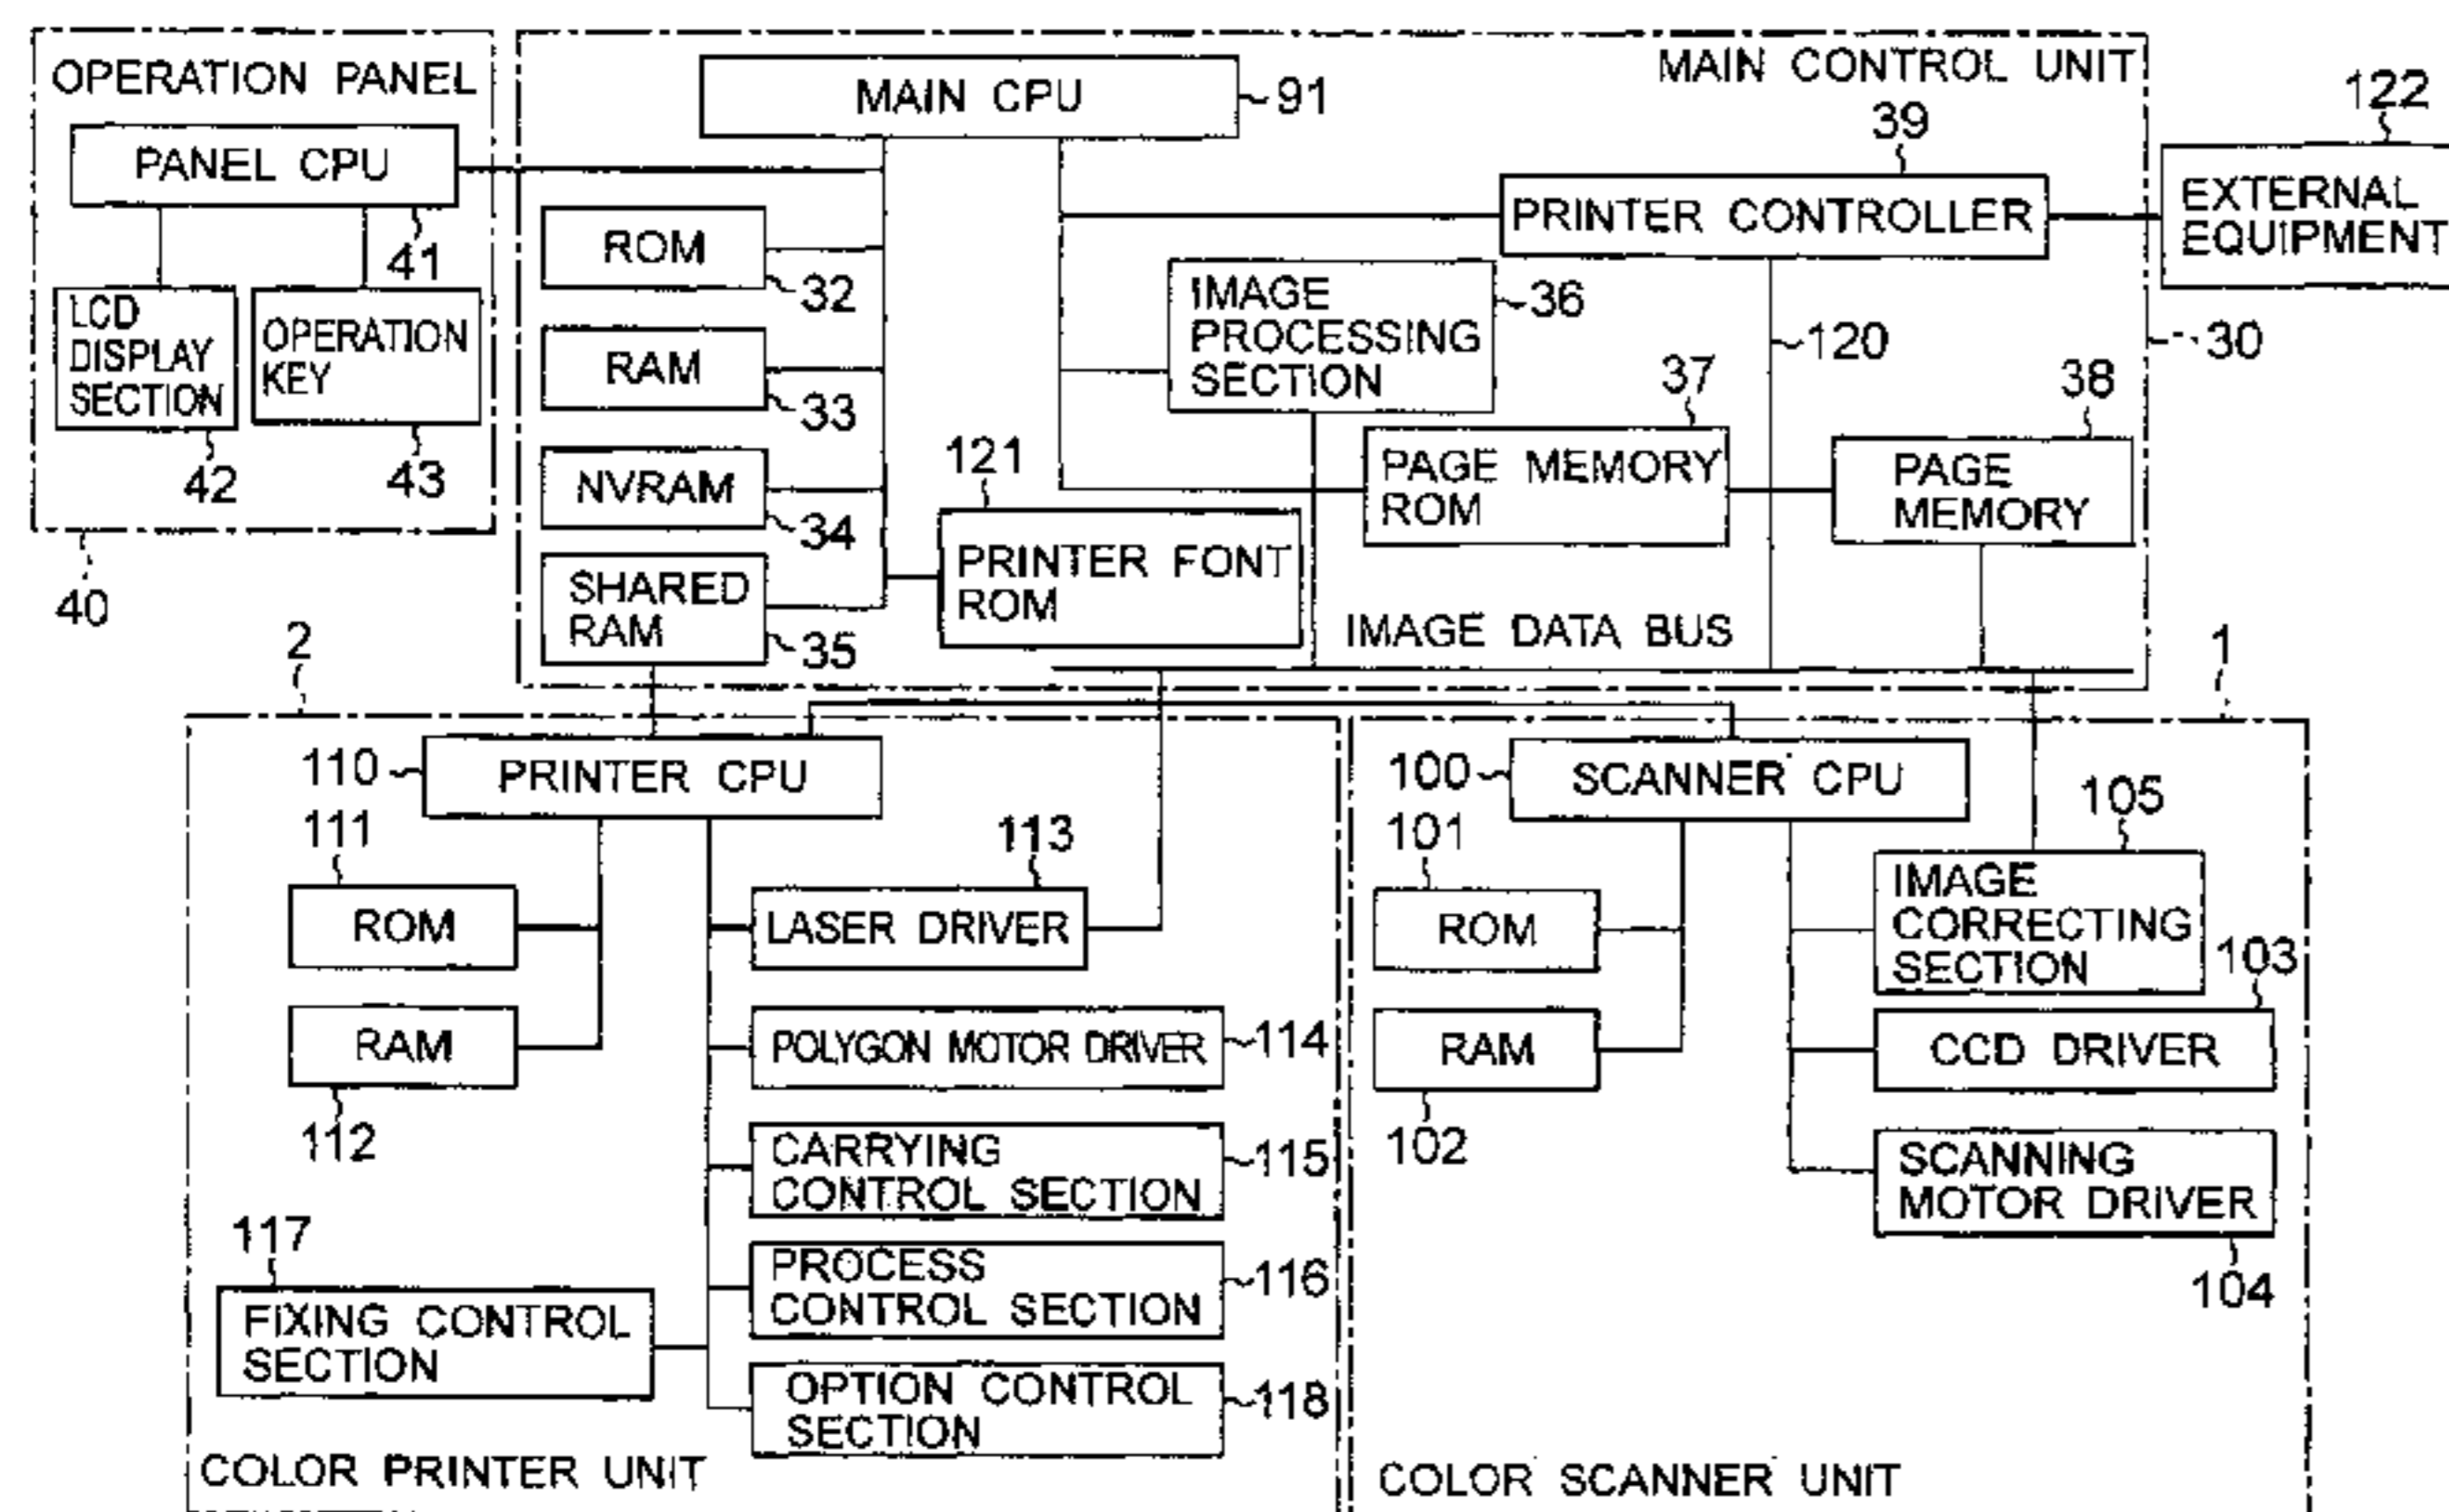 OPERATION PANEL
PANEL CPU
41
LCD
DISPLAY
SECTION
42
OPERATION
KEY
43
40
MAIN CONTROL UNIT
MAIN CPU
91
39
PRINTER CONTROLLER
122
EXTERNAL
EQUIPMENT
ROM
32
RAM
33
NVRAM
34
SHARED
RAM
35
IMAGE
PROCESSING
SECTION
36
120
30
37
PAGE MEMORY
ROM
38
PAGE
MEMORY
121
PRINTER FONT
ROM
IMAGE DATA BUS
2
110
PRINTER CPU
111
ROM
RAM
112
113
LASER DRIVER
POLYGON MOTOR DRIVER
114
CARRYING
CONTROL SECTION
115
PROCESS
CONTROL SECTION
116
117
FIXING CONTROL
SECTION
OPTION CONTROL
SECTION
118
COLOR PRINTER UNIT
1
100
SCANNER CPU
101
ROM
RAM
102
105
IMAGE
CORRECTING
SECTION
103
CCD DRIVER
SCANNING
MOTOR DRIVER
104
COLOR SCANNER UNIT